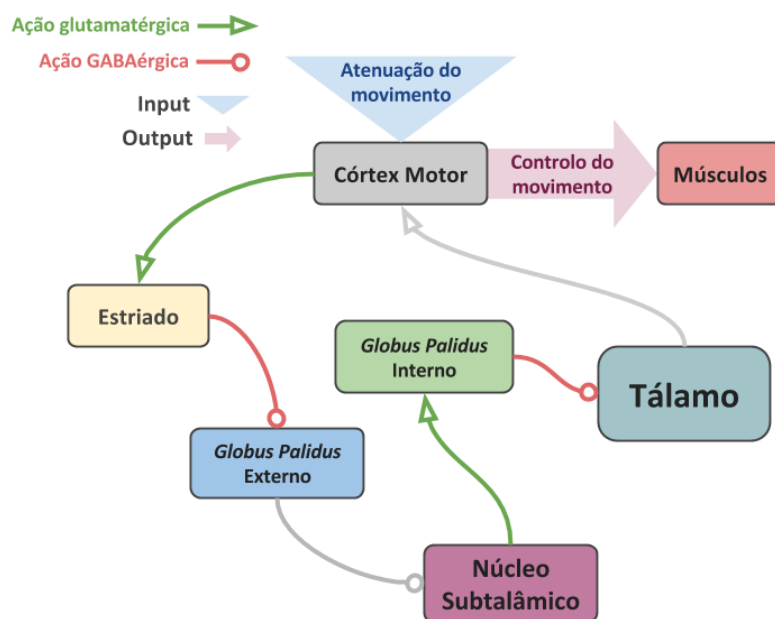 Ação glutamatérgica
Ação GABAérgica
Input
Output
Atenuação do
movimento
Córtex Motor
Controlo do
movimento
Músculos
Estriado
Globus Palidus
Interno
Tálamo
Globus Palidus
Externo
Núcleo
Subtalâmico